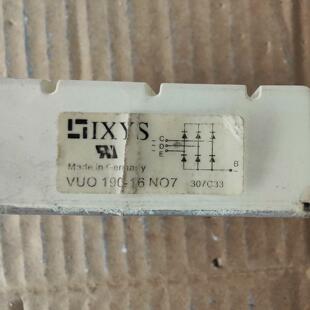 IXYS
C
D
E
Made in Germany
VUO 190-16 NO7 307C33